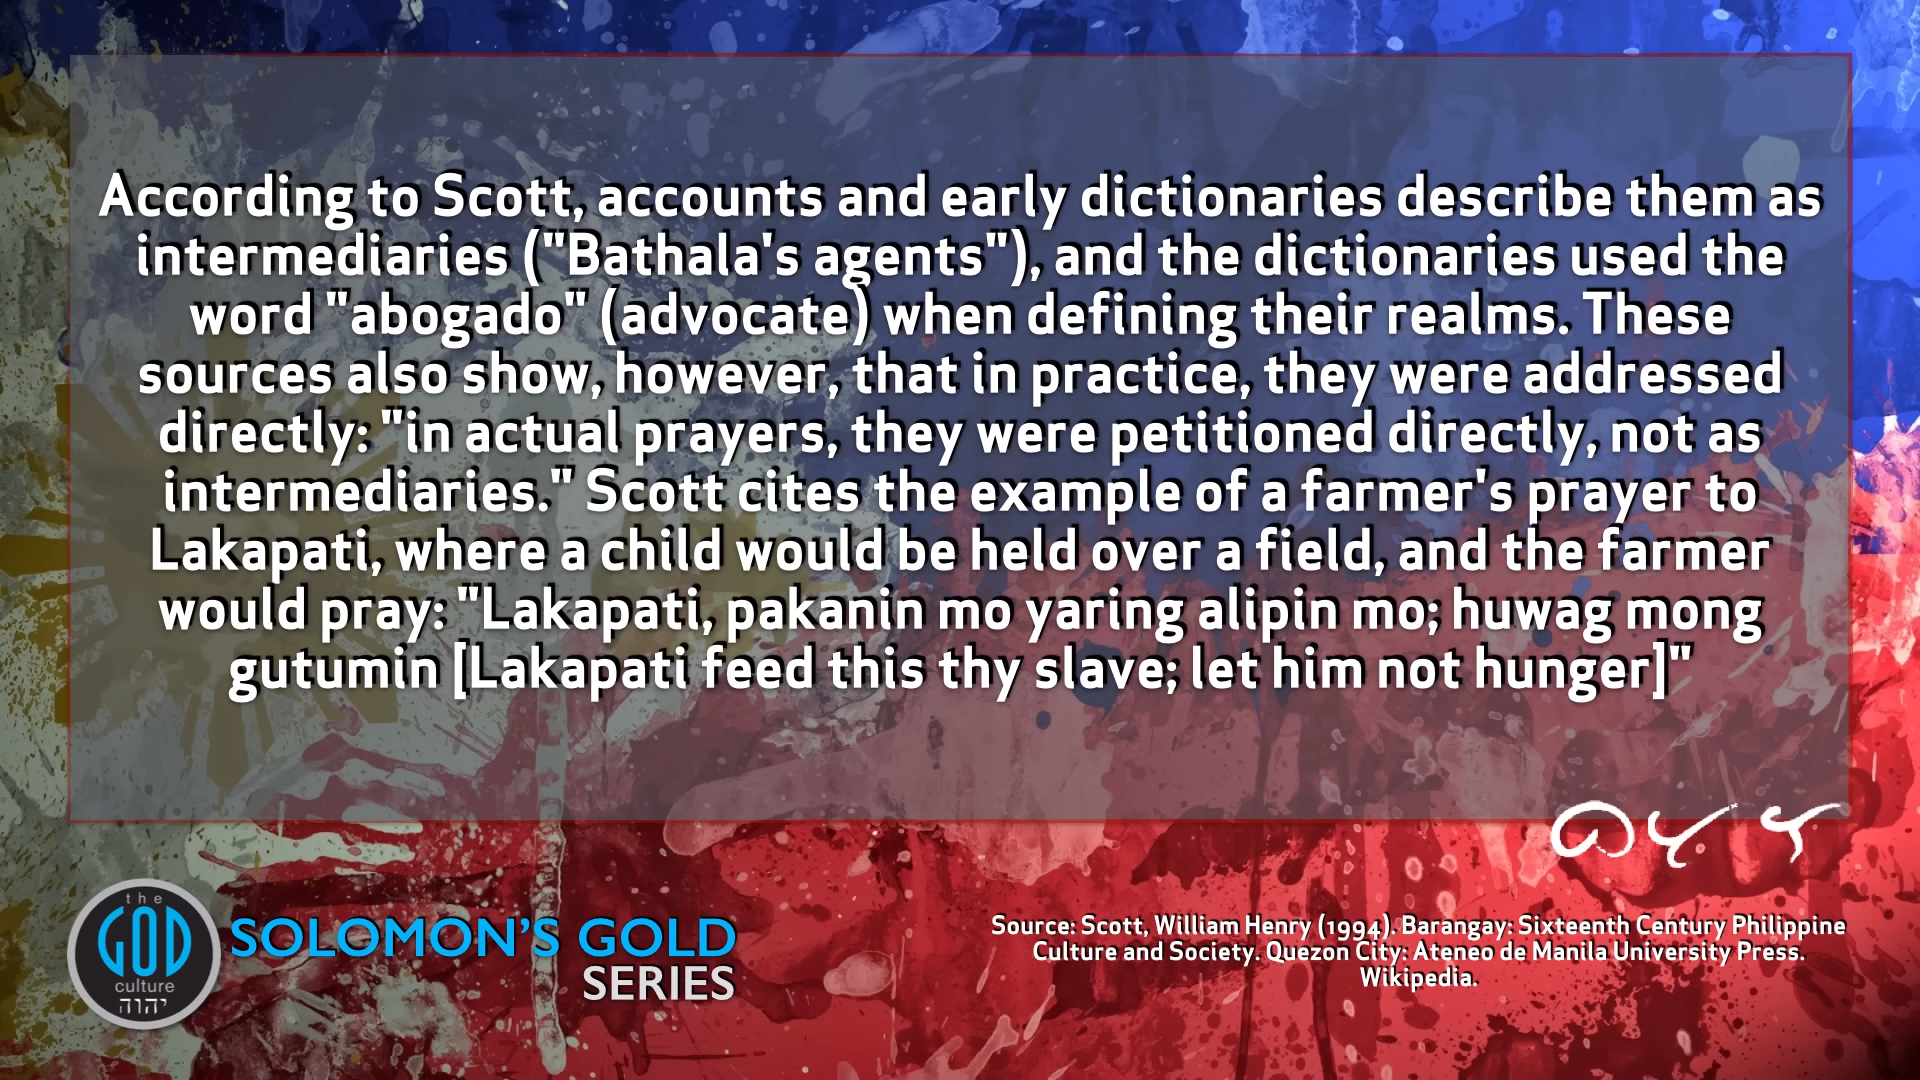 According to Scott, accounts and early dictionaries describe them as
intermediaries ("Bathala's agents"), and the dictionaries used the
word "abogado" (advocate) when defining their realms. These
sources also show, however, that in practice, they were addressed
directly: "in actual prayers, they were petitioned directly, not as
intermediaries." Scott cites the example of a farmer's prayer to
Lakapati, where a child would be held over a field, and the farmer
would pray: "Lakapati, pakanin mo yaring alipin mo; huwag mong
gutumin [Lakapati feed this thy slave; let him not hunger]"
the
GOD
culture
יהוה
SOLOMON'S GOLD
SERIES
Source: Scott, William Henry (1994). Barangay: Sixteenth Century Philippine
Culture and Society. Quezon City: Ateneo de Manila University Press.
Wikipedia.